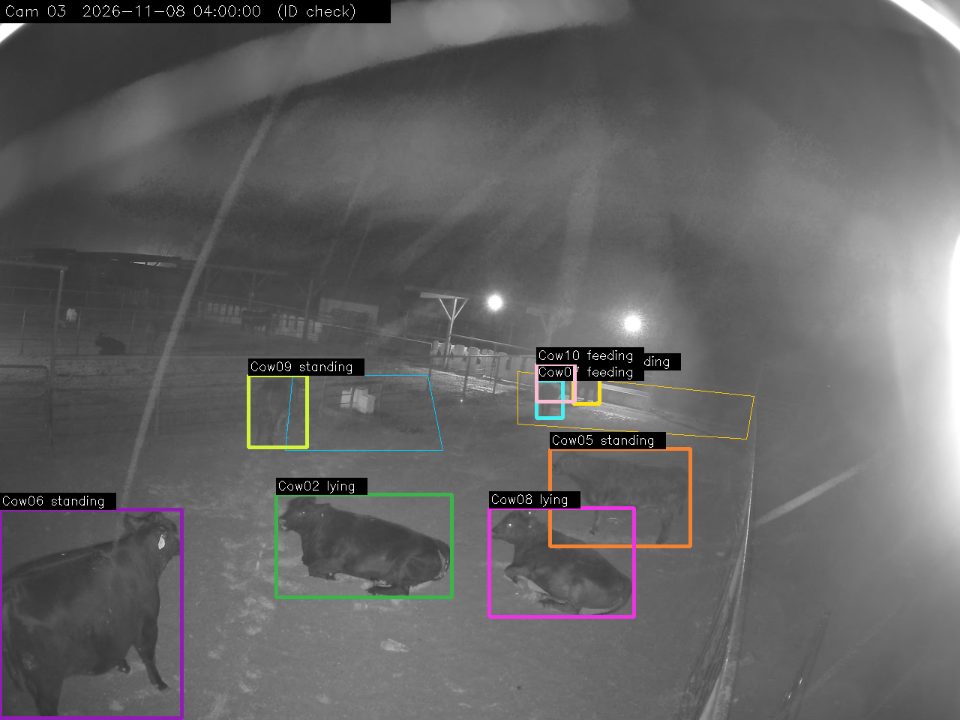 Cam 03 2026-11-08 04:00:00 (ID check)
Cow10 feeding
Cow09 standing
ding
feeding
Cow05 standing
Cow02 lying
Cow08 lying
Cow06 standing